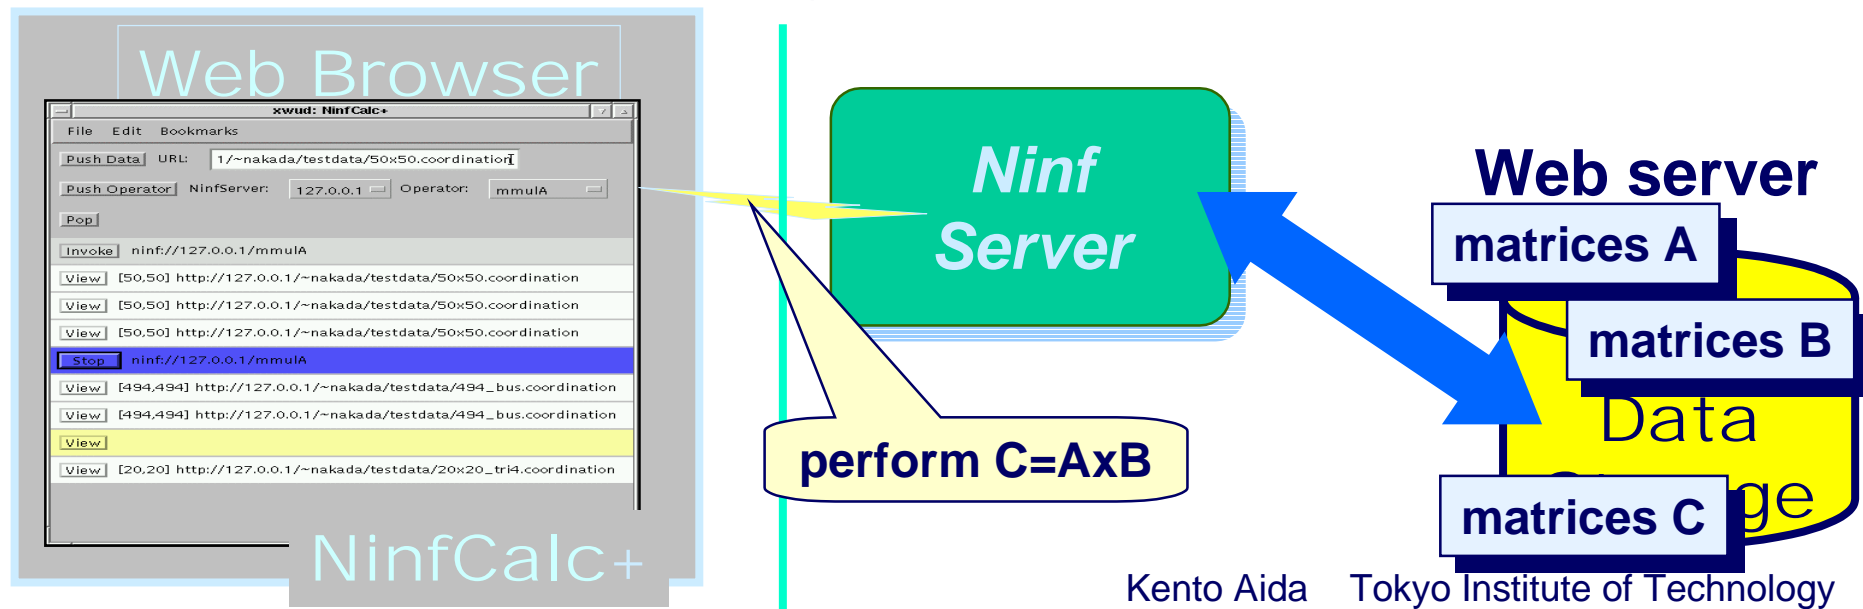 Web Browser
xwud: NinfCalc+
File Edit Bookmarks
Push Data URL: 1/~nakada/testdata/50x50.coordination
Push Operator NinfServer: 127.0.0.1 Operator: mmulA
Pop
Invoke ninf://127.0.0.1/mmulA
View [50,50] http://127.0.0.1/~nakada/testdata/50x50.coordination
View [50,50] http://127.0.0.1/~nakada/testdata/50x50.coordination
View [50,50] http://127.0.0.1/~nakada/testdata/50x50.coordination
Stop ninf://127.0.0.1/mmulA
View [494,494] http://127.0.0.1/~nakada/testdata/494_bus.coordination
View [494,494] http://127.0.0.1/~nakada/testdata/494_bus.coordination
View
View [20,20] http://127.0.0.1/~nakada/testdata/20x20_tri4.coordination
NinfCalc+
Ninf
Server
perform C=AxB
Web server
matrices A
matrices B
Data
matrices C
Kento Aida Tokyo Institute of Technology